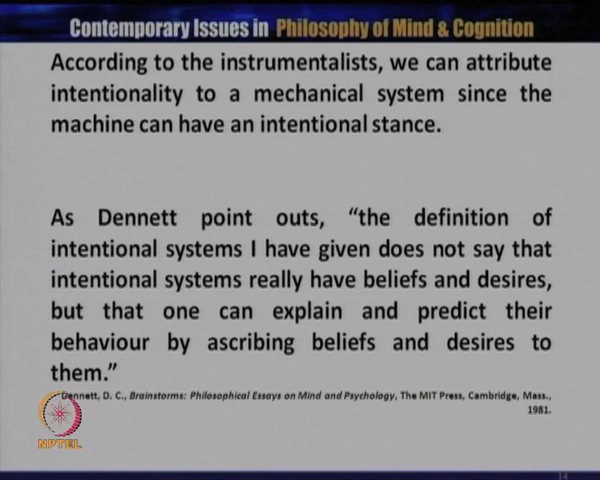 Contemporary Issues in Philosophy of Mind & Cognition
According to the instrumentalists, we can attribute
intentionality to a mechanical system since the
machine can have an intentional stance.
As Dennett point outs, “the definition of
intentional systems I have given does not say that
intentional systems really have beliefs and desires,
but that one can explain and predict their
behaviour by ascribing beliefs and desires to
them.”
Dennett, D. C., Brainstorms: Philosophical Essays on Mind and Psychology, The MIT Press, Cambridge, Mass.,
1981.
NPTEL
14